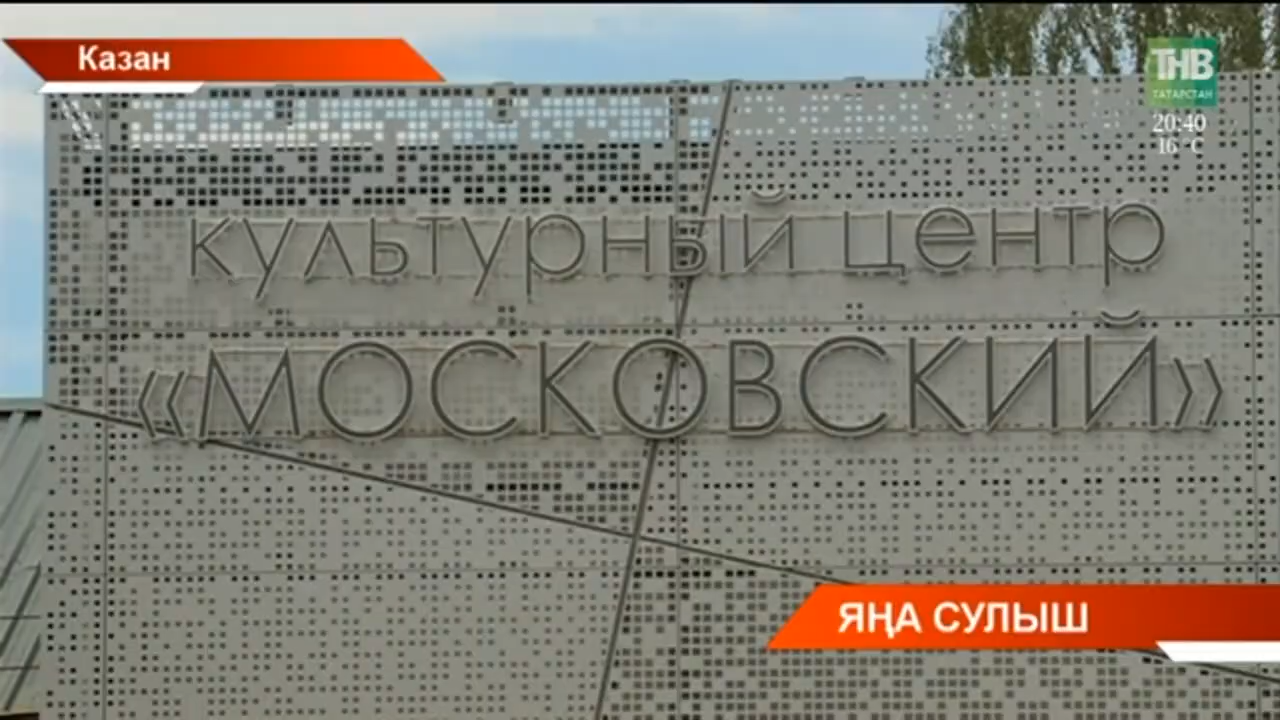 Казан
ТНВ
ТАТАРСТАН
20:40
16 °C
культурный центр
«МОСКОВСКИЙ»
ЯҢА СУЛЫШ